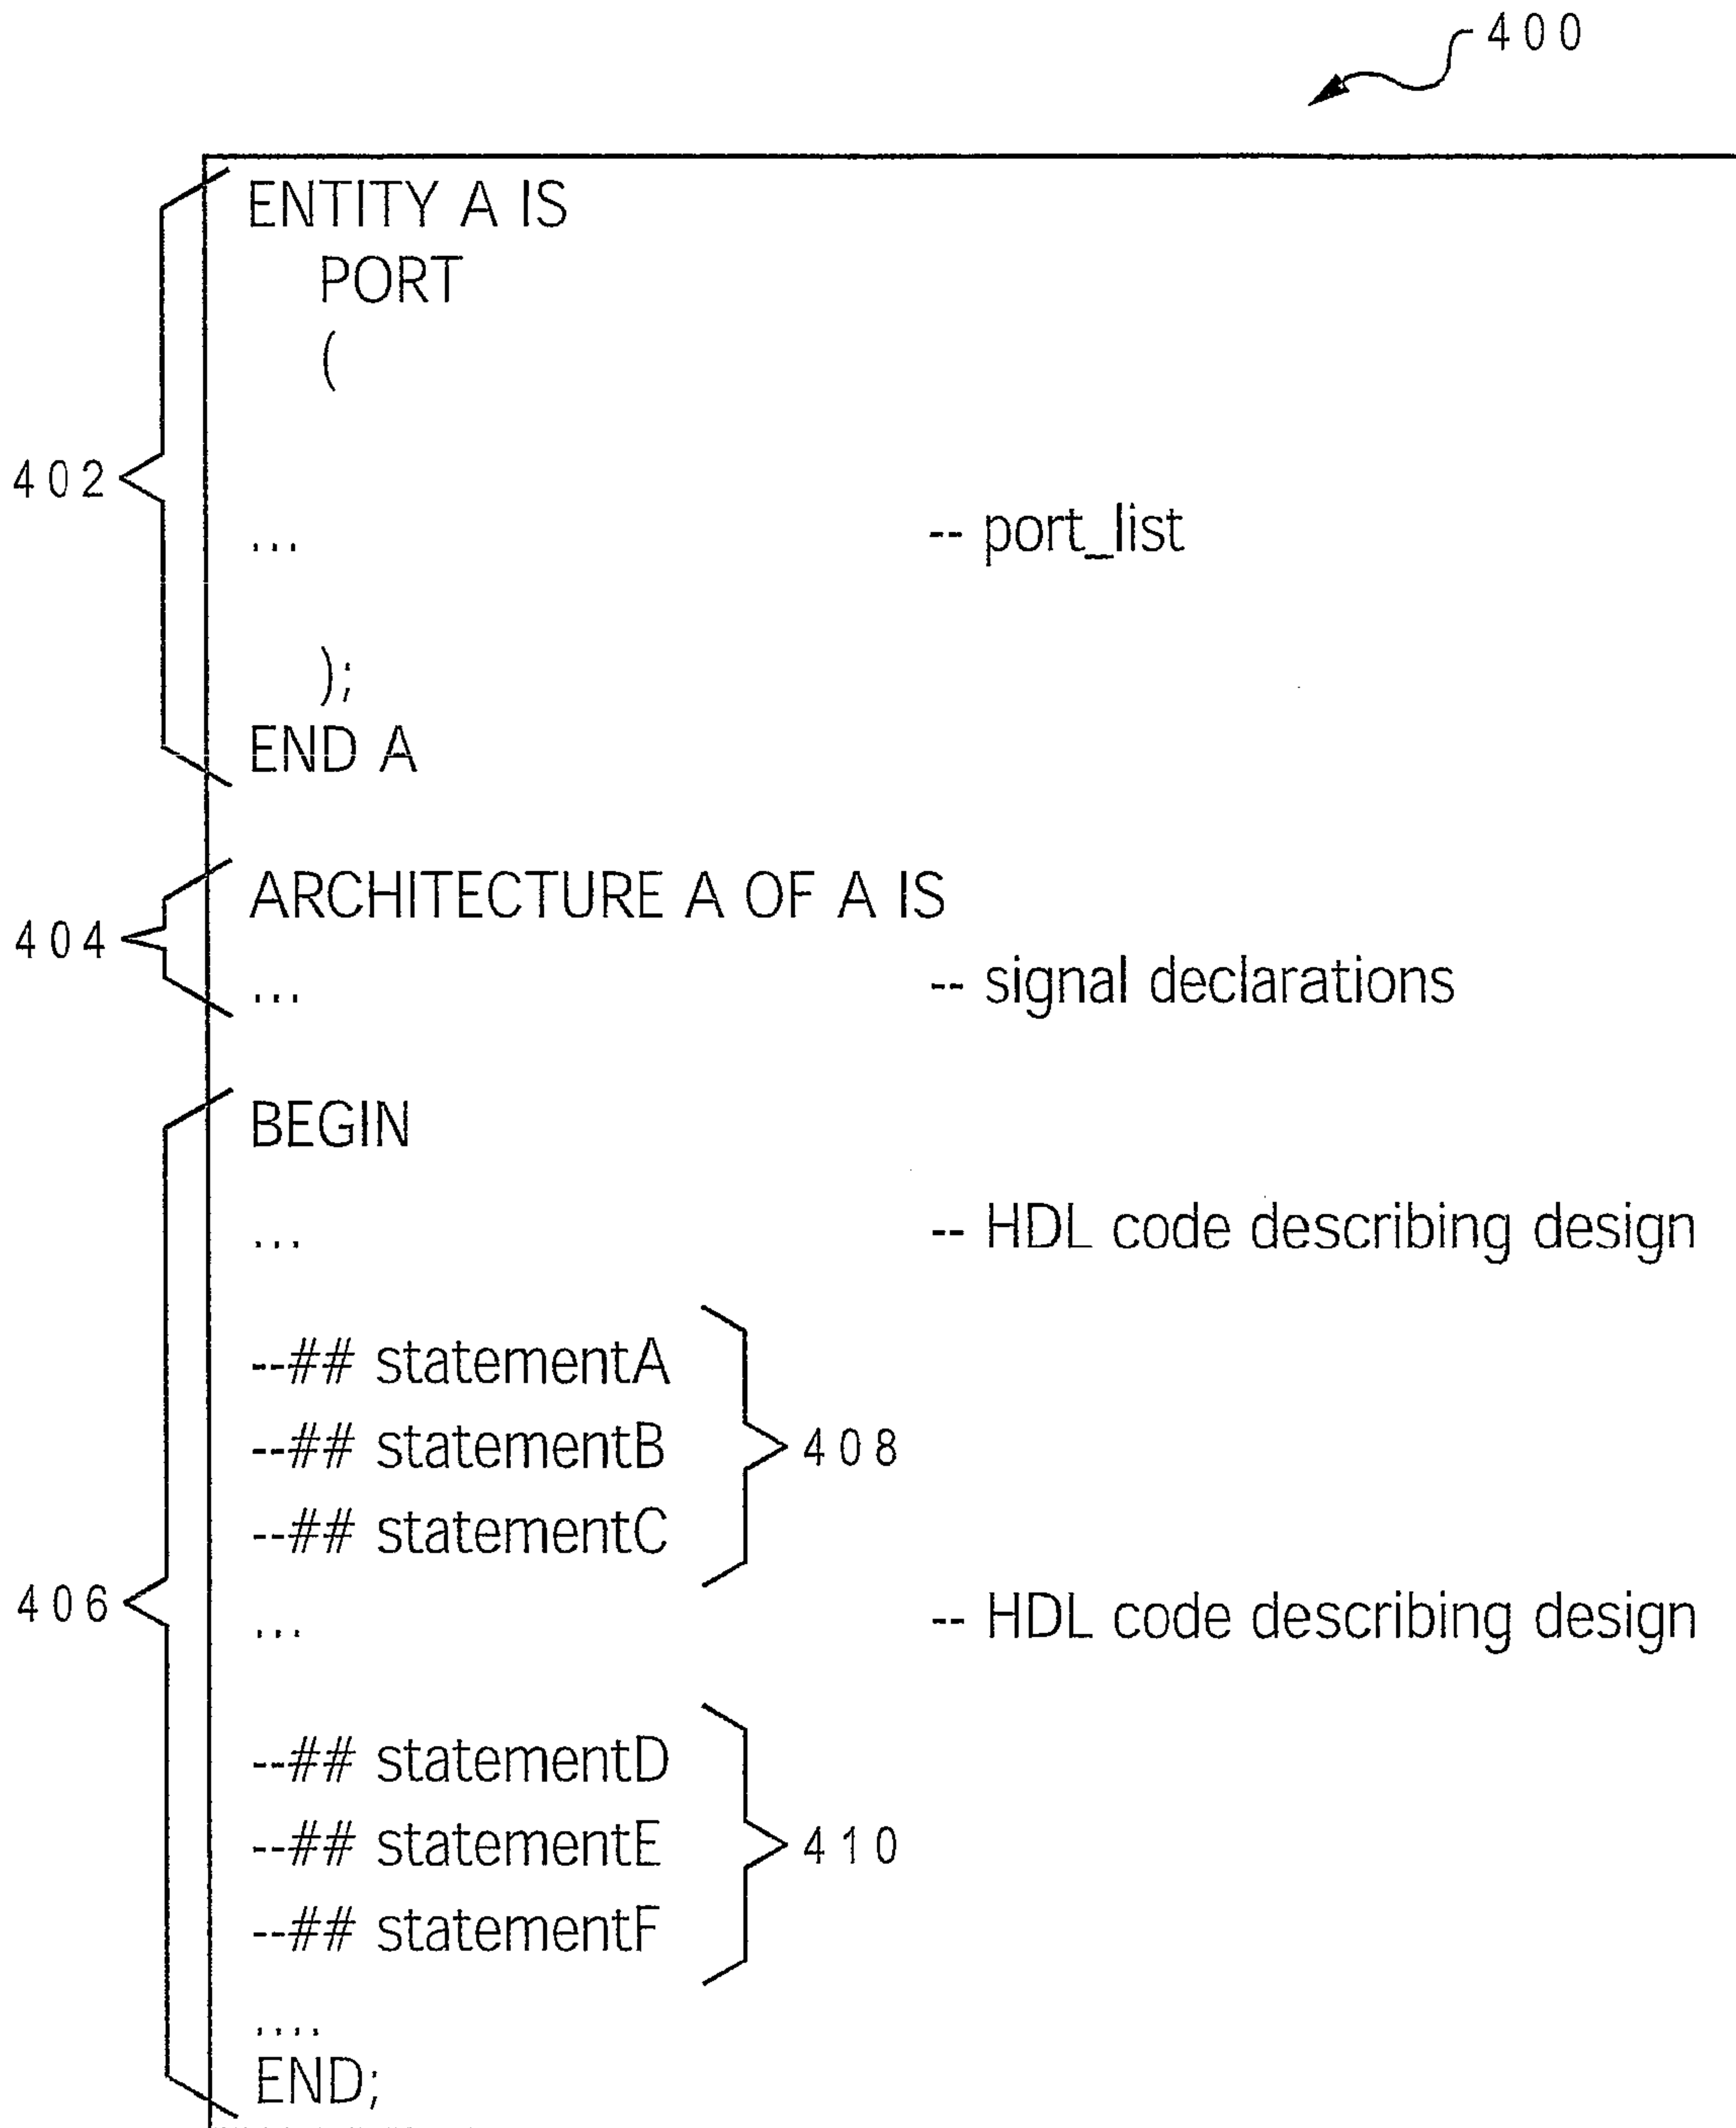 400
ENTITY A IS
PORT
(
402
... -- port_list
);
END A
ARCHITECTURE A OF A IS
404
... -- signal declarations
BEGIN
... -- HDL code describing design
--## statementA
--## statementB 408
--## statementC
406
... -- HDL code describing design
--## statementD
--## statementE 410
--## statementF
....
END;